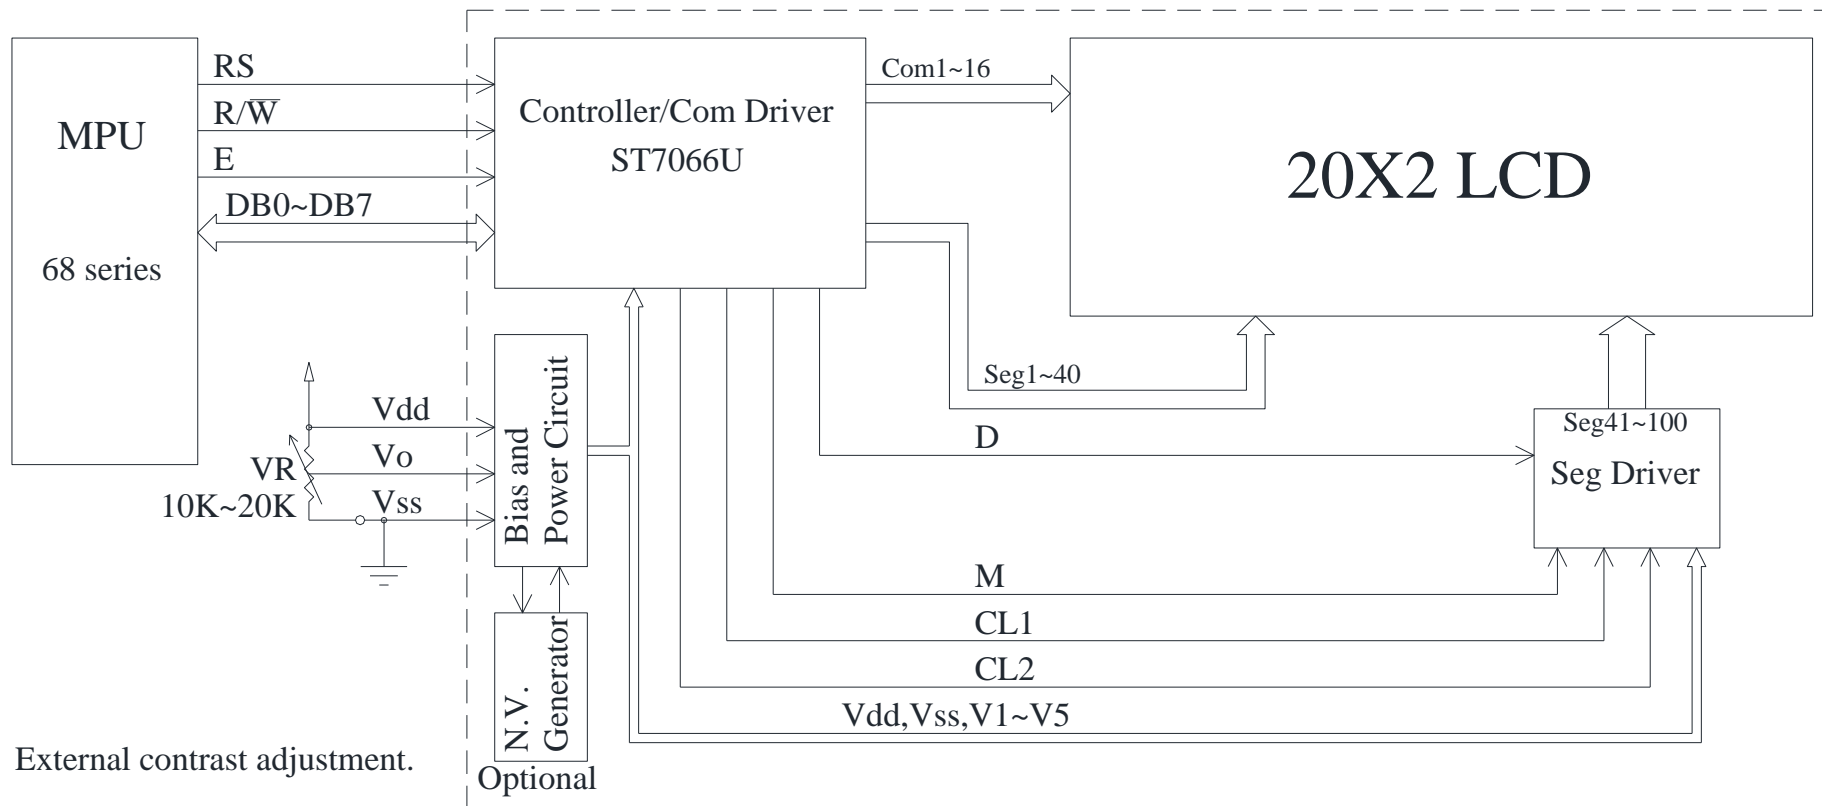 MPU
68 series
RS
R/W̅
E
DB0~DB7
Controller/Com Driver
ST7066U
Com1~16
20X2 LCD
Seg1~40
Seg41~100
Seg Driver
D
M
CL1
CL2
Vdd,Vss,V1~V5
Vdd
Vo
Vss
VR
10K~20K
Bias and
Power Circuit
N.V.
Generator
Optional
External contrast adjustment.